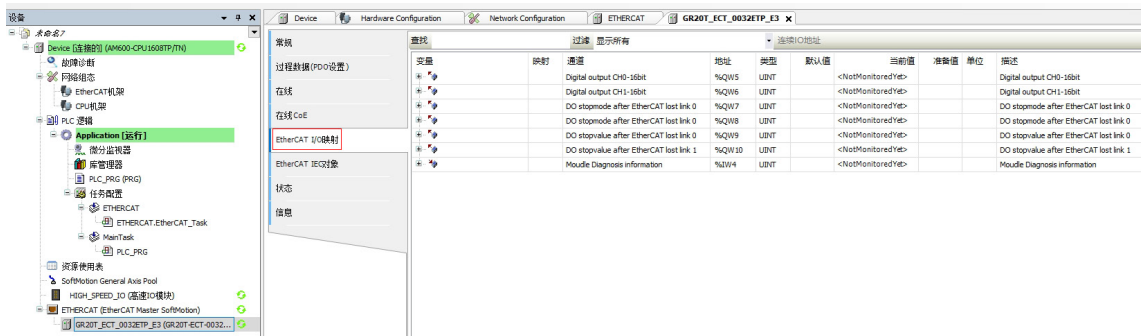 设备
未命名7
Device [连接的] (AM600-CPU1608TP/TN)
故障诊断
网络组态
EtherCAT机架
CPU机架
PLC 逻辑
Application [运行]
微分监视器
库管理器
PLC_PRG (PRG)
任务配置
ETHERCAT
ETHERCAT.EtherCAT_Task
MainTask
PLC_PRG
资源使用表
SoftMotion General Axis Pool
HIGH_SPEED_IO (高速IO模块)
ETHERCAT (EtherCAT Master SoftMotion)
GR20T_ECT_0032ETP_E3 (GR20T-ECT-0032...
Device Hardware Configuration Network Configuration ETHERCAT GR20T_ECT_0032ETP_E3 x
常规
过程数据(PDO设置)
在线
在线CoE
EtherCAT I/O映射
EtherCAT IEC对象
状态
信息
查找 过滤 显示所有 连续IO地址
变量 映射 通道 地址 类型 默认值 当前值 准备值 单位 描述
Digital output CH0-16bit %QW5 UINT <NotMonitoredYet> Digital output CH0-16bit
Digital output CH1-16bit %QW6 UINT <NotMonitoredYet> Digital output CH1-16bit
DO stopmode after EtherCAT lost link 0 %QW7 UINT <NotMonitoredYet> DO stopmode after EtherCAT lost link 0
DO stopmode after EtherCAT lost link 0 %QW8 UINT <NotMonitoredYet> DO stopmode after EtherCAT lost link 0
DO stopvalue after EtherCAT lost link 0 %QW9 UINT <NotMonitoredYet> DO stopvalue after EtherCAT lost link 0
DO stopvalue after EtherCAT lost link 1 %QW10 UINT <NotMonitoredYet> DO stopvalue after EtherCAT lost link 1
Moudle Diagnosis information %IW4 UINT <NotMonitoredYet> Moudle Diagnosis information